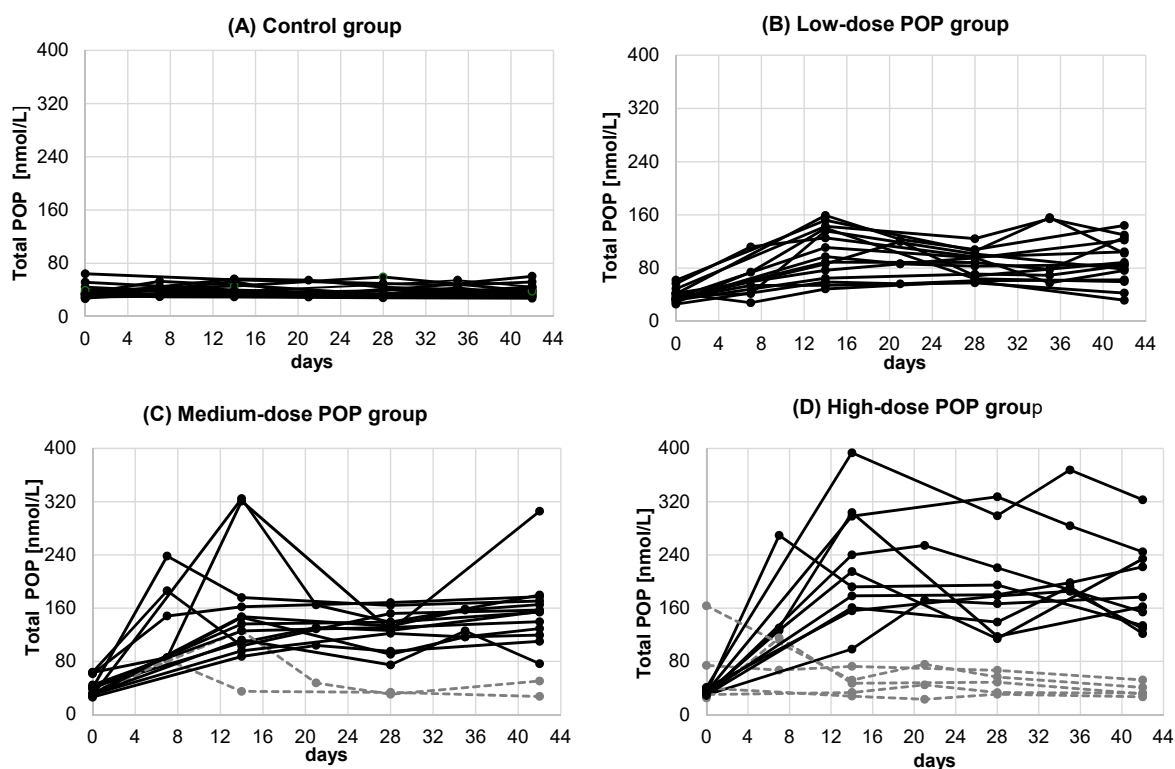 (A) Control group
Total POP [nmol/L]
400
320
240
160
80
0
0 4 8 12 16 20 24 28 32 36 40 44
days
(B) Low-dose POP group
Total POP [nmol/L]
400
320
240
160
80
0
0 4 8 12 16 20 24 28 32 36 40 44
days
(C) Medium-dose POP group
Total POP [nmol/L]
400
320
240
160
80
0
0 4 8 12 16 20 24 28 32 36 40 44
days
(D) High-dose POP group
Total POP [nmol/L]
400
320
240
160
80
0
0 4 8 12 16 20 24 28 32 36 40 44
days